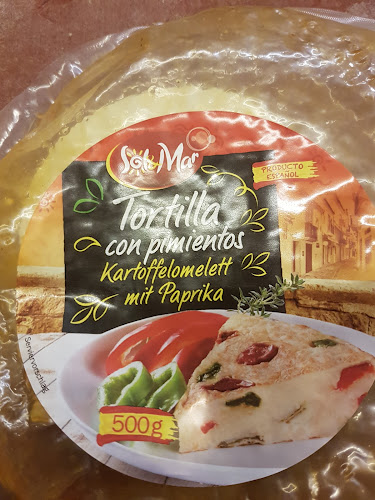 Sol & Mar
PRODUCTO
ESPAÑOL
Tortilla
con pimientos
Kartoffelomelett
mit Paprika
Serviervorschlag
500g